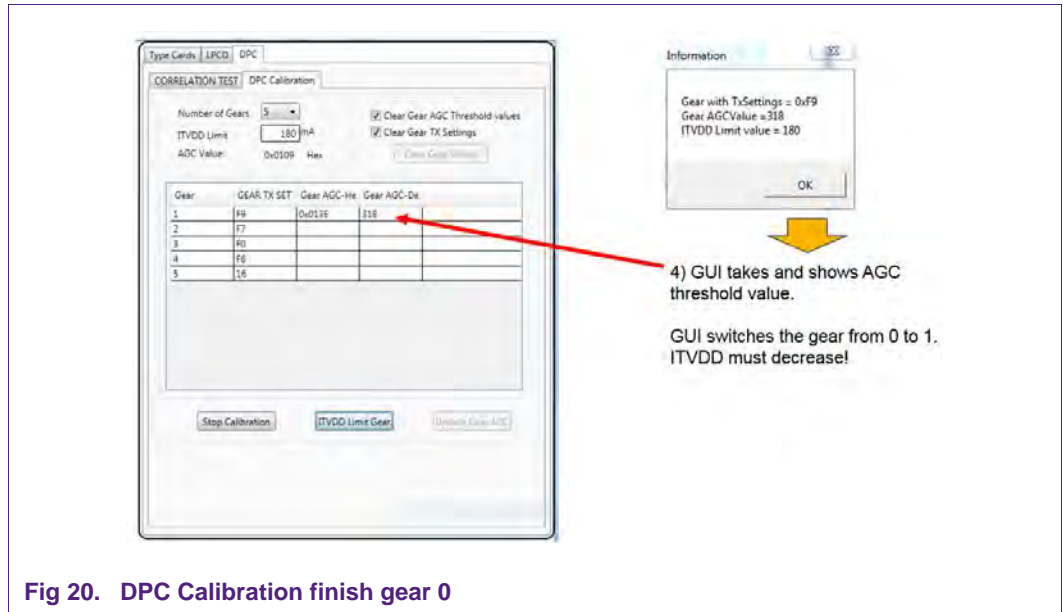 Type Cards LPCD DPC
CORRELATION TEST DPC Calibration
Number of Gears 5
Clear Gear AGC Threshold values
ITVDD Limit 180 mA
Clear Gear TX Settings
AGC Value: 0x0109 Hex
Gear GEAR TX SET Gear AGC-He Gear AGC-De
1 F9 0x013E 318
2 F7
3 F0
4 F6
5 16
Stop Calibration ITVDD Limit Gear
Information
Gear with TxSettings = 0xF9
Gear AGCValue =318
ITVDD Limit value = 180
OK
4) GUI takes and shows AGC
threshold value.
GUI switches the gear from 0 to 1.
ITVDD must decrease!
Fig 20. DPC Calibration finish gear 0